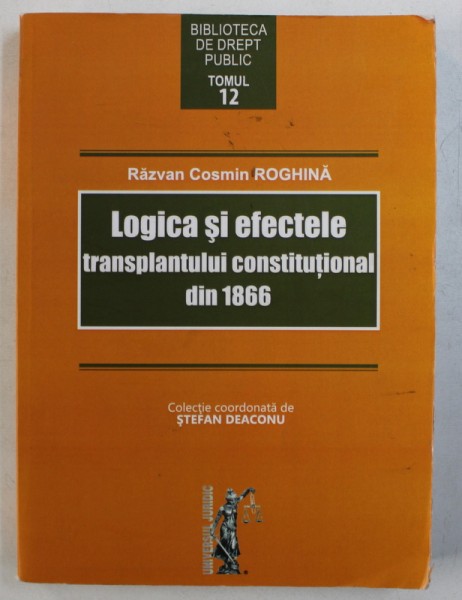 BIBLIOTECA
DE DREPT
PUBLIC
TOMUL
12
Răzvan Cosmin ROGHINĂ
Logica şi efectele
transplantului constituţional
din 1866
Colecţie coordonată de
ŞTEFAN DEACONU
UNIVERSUL JURIDIC